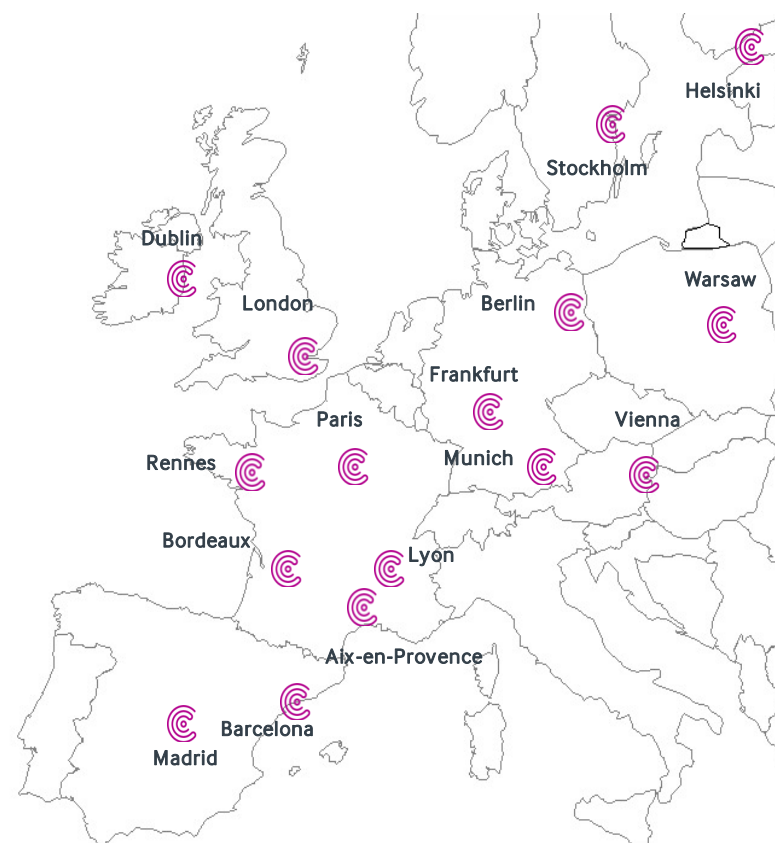 Helsinki
Stockholm
Dublin
Warsaw
London
Berlin
Frankfurt
Paris
Vienna
Rennes
Munich
Bordeaux
Lyon
Aix-en-Provence
Barcelona
Madrid